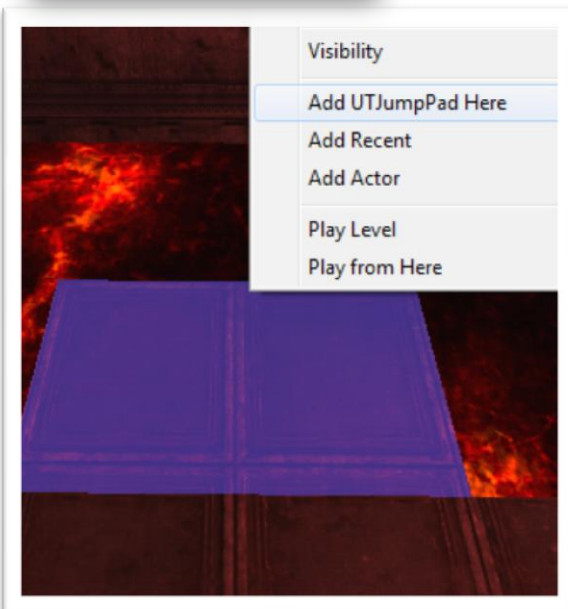 Visibility
Add UTJumpPad Here
Add Recent
Add Actor
Play Level
Play from Here